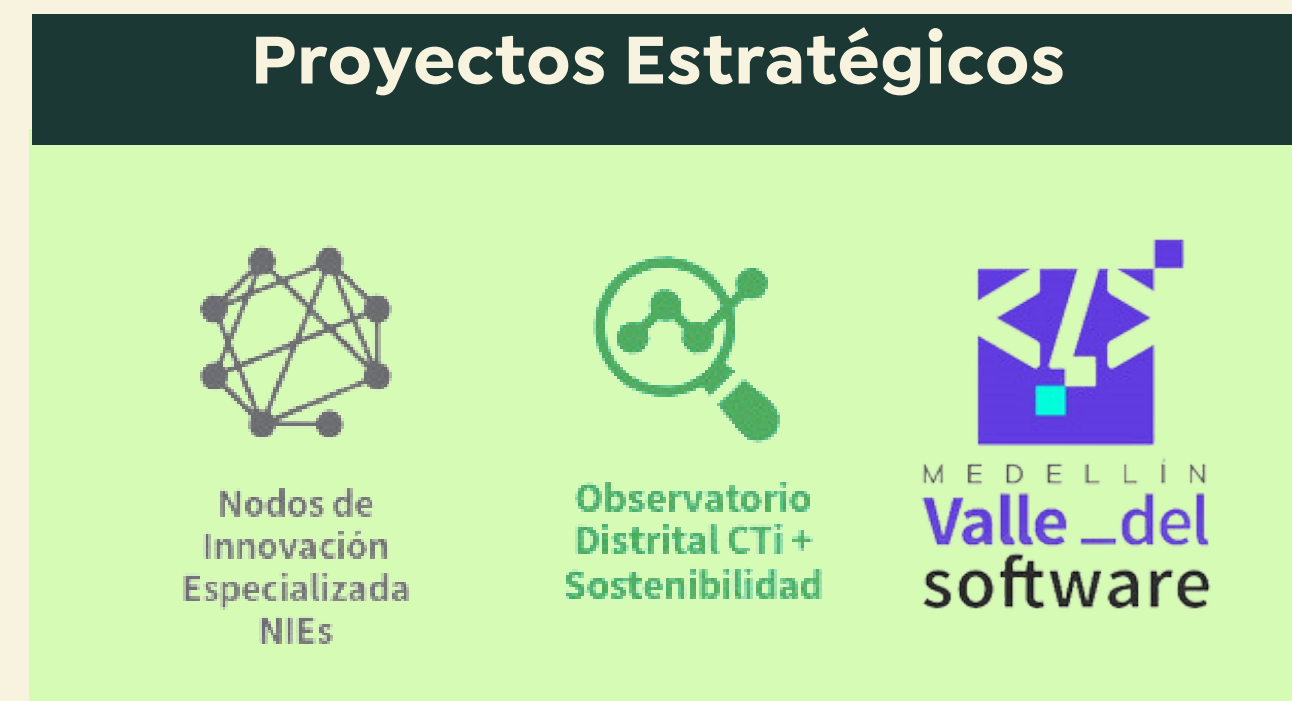 Proyectos Estratégicos
Nodos de
Innovación
Especializada
NIEs
Observatorio
Distrital CTi +
Sostenibilidad
MEDELLÍN
Valle _del
software